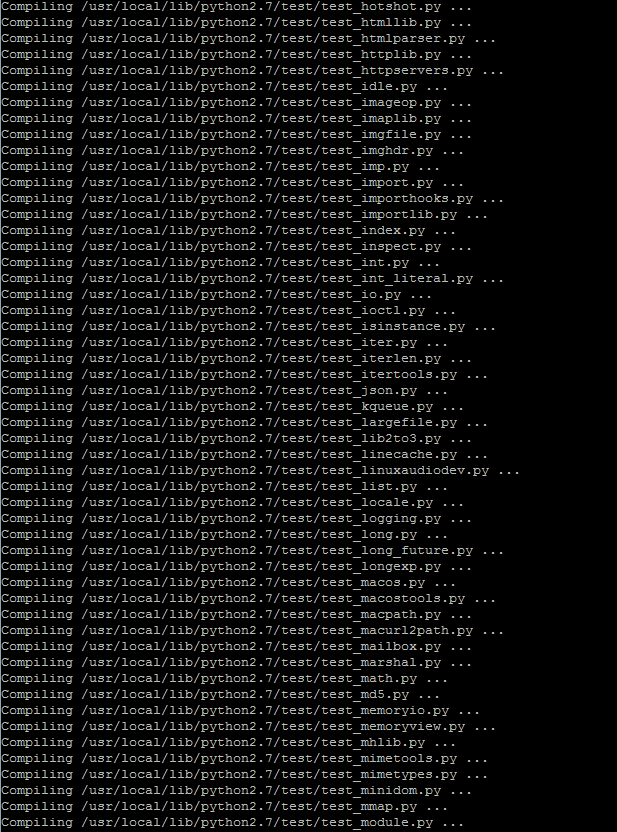 Compiling /usr/local/lib/python2.7/test/test_hotshot.py ...
Compiling /usr/local/lib/python2.7/test/test_htmllib.py ...
Compiling /usr/local/lib/python2.7/test/test_htmlparser.py ...
Compiling /usr/local/lib/python2.7/test/test_httplib.py ...
Compiling /usr/local/lib/python2.7/test/test_httpservers.py ...
Compiling /usr/local/lib/python2.7/test/test_idle.py ...
Compiling /usr/local/lib/python2.7/test/test_imageop.py ...
Compiling /usr/local/lib/python2.7/test/test_imaplib.py ...
Compiling /usr/local/lib/python2.7/test/test_imgfile.py ...
Compiling /usr/local/lib/python2.7/test/test_imghdr.py ...
Compiling /usr/local/lib/python2.7/test/test_imp.py ...
Compiling /usr/local/lib/python2.7/test/test_import.py ...
Compiling /usr/local/lib/python2.7/test/test_importhooks.py ...
Compiling /usr/local/lib/python2.7/test/test_importlib.py ...
Compiling /usr/local/lib/python2.7/test/test_index.py ...
Compiling /usr/local/lib/python2.7/test/test_inspect.py ...
Compiling /usr/local/lib/python2.7/test/test_int.py ...
Compiling /usr/local/lib/python2.7/test/test_int_literal.py ...
Compiling /usr/local/lib/python2.7/test/test_io.py ...
Compiling /usr/local/lib/python2.7/test/test_ioctl.py ...
Compiling /usr/local/lib/python2.7/test/test_isinstance.py ...
Compiling /usr/local/lib/python2.7/test/test_iter.py ...
Compiling /usr/local/lib/python2.7/test/test_iterlen.py ...
Compiling /usr/local/lib/python2.7/test/test_itertools.py ...
Compiling /usr/local/lib/python2.7/test/test_json.py ...
Compiling /usr/local/lib/python2.7/test/test_kqueue.py ...
Compiling /usr/local/lib/python2.7/test/test_largefile.py ...
Compiling /usr/local/lib/python2.7/test/test_lib2to3.py ...
Compiling /usr/local/lib/python2.7/test/test_linecache.py ...
Compiling /usr/local/lib/python2.7/test/test_linuxaudiodev.py ...
Compiling /usr/local/lib/python2.7/test/test_list.py ...
Compiling /usr/local/lib/python2.7/test/test_locale.py ...
Compiling /usr/local/lib/python2.7/test/test_logging.py ...
Compiling /usr/local/lib/python2.7/test/test_long.py ...
Compiling /usr/local/lib/python2.7/test/test_long_future.py ...
Compiling /usr/local/lib/python2.7/test/test_longexp.py ...
Compiling /usr/local/lib/python2.7/test/test_macos.py ...
Compiling /usr/local/lib/python2.7/test/test_macostools.py ...
Compiling /usr/local/lib/python2.7/test/test_macpath.py ...
Compiling /usr/local/lib/python2.7/test/test_macurl2path.py ...
Compiling /usr/local/lib/python2.7/test/test_mailbox.py ...
Compiling /usr/local/lib/python2.7/test/test_marshal.py ...
Compiling /usr/local/lib/python2.7/test/test_math.py ...
Compiling /usr/local/lib/python2.7/test/test_md5.py ...
Compiling /usr/local/lib/python2.7/test/test_memoryio.py ...
Compiling /usr/local/lib/python2.7/test/test_memoryview.py ...
Compiling /usr/local/lib/python2.7/test/test_mhlib.py ...
Compiling /usr/local/lib/python2.7/test/test_mimetools.py ...
Compiling /usr/local/lib/python2.7/test/test_mimetypes.py ...
Compiling /usr/local/lib/python2.7/test/test_minidom.py ...
Compiling /usr/local/lib/python2.7/test/test_mmap.py ...
Compiling /usr/local/lib/python2.7/test/test_module.py ...